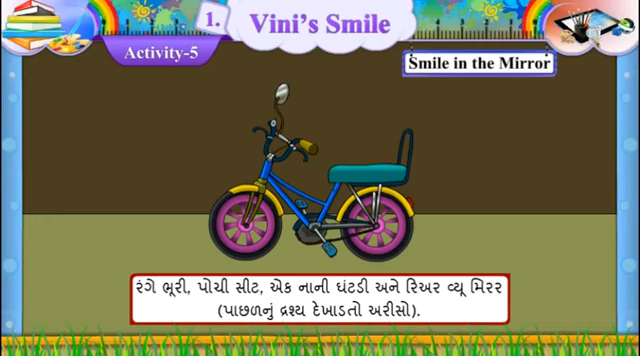 1.
Vini's Smile
Activity-5
Smile in the Mirror
રંગે ભૂરી, પોચી સીટ, એક નાની ઘંટડી અને રિઅર વ્યૂ મિરર
(પાછળનું દ્રશ્ય દેખાડતો અરીસો).